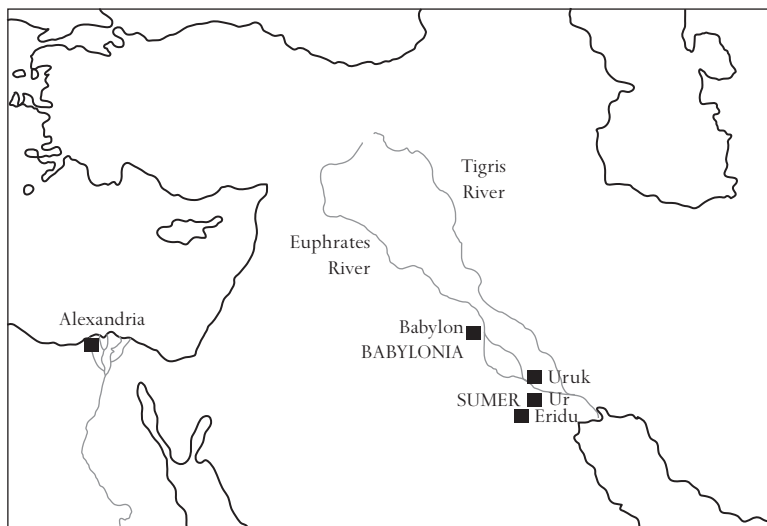 Tigris
River
Euphrates
River
Alexandria
Babylon
BABYLONIA
Uruk
SUMER
Ur
Eridu